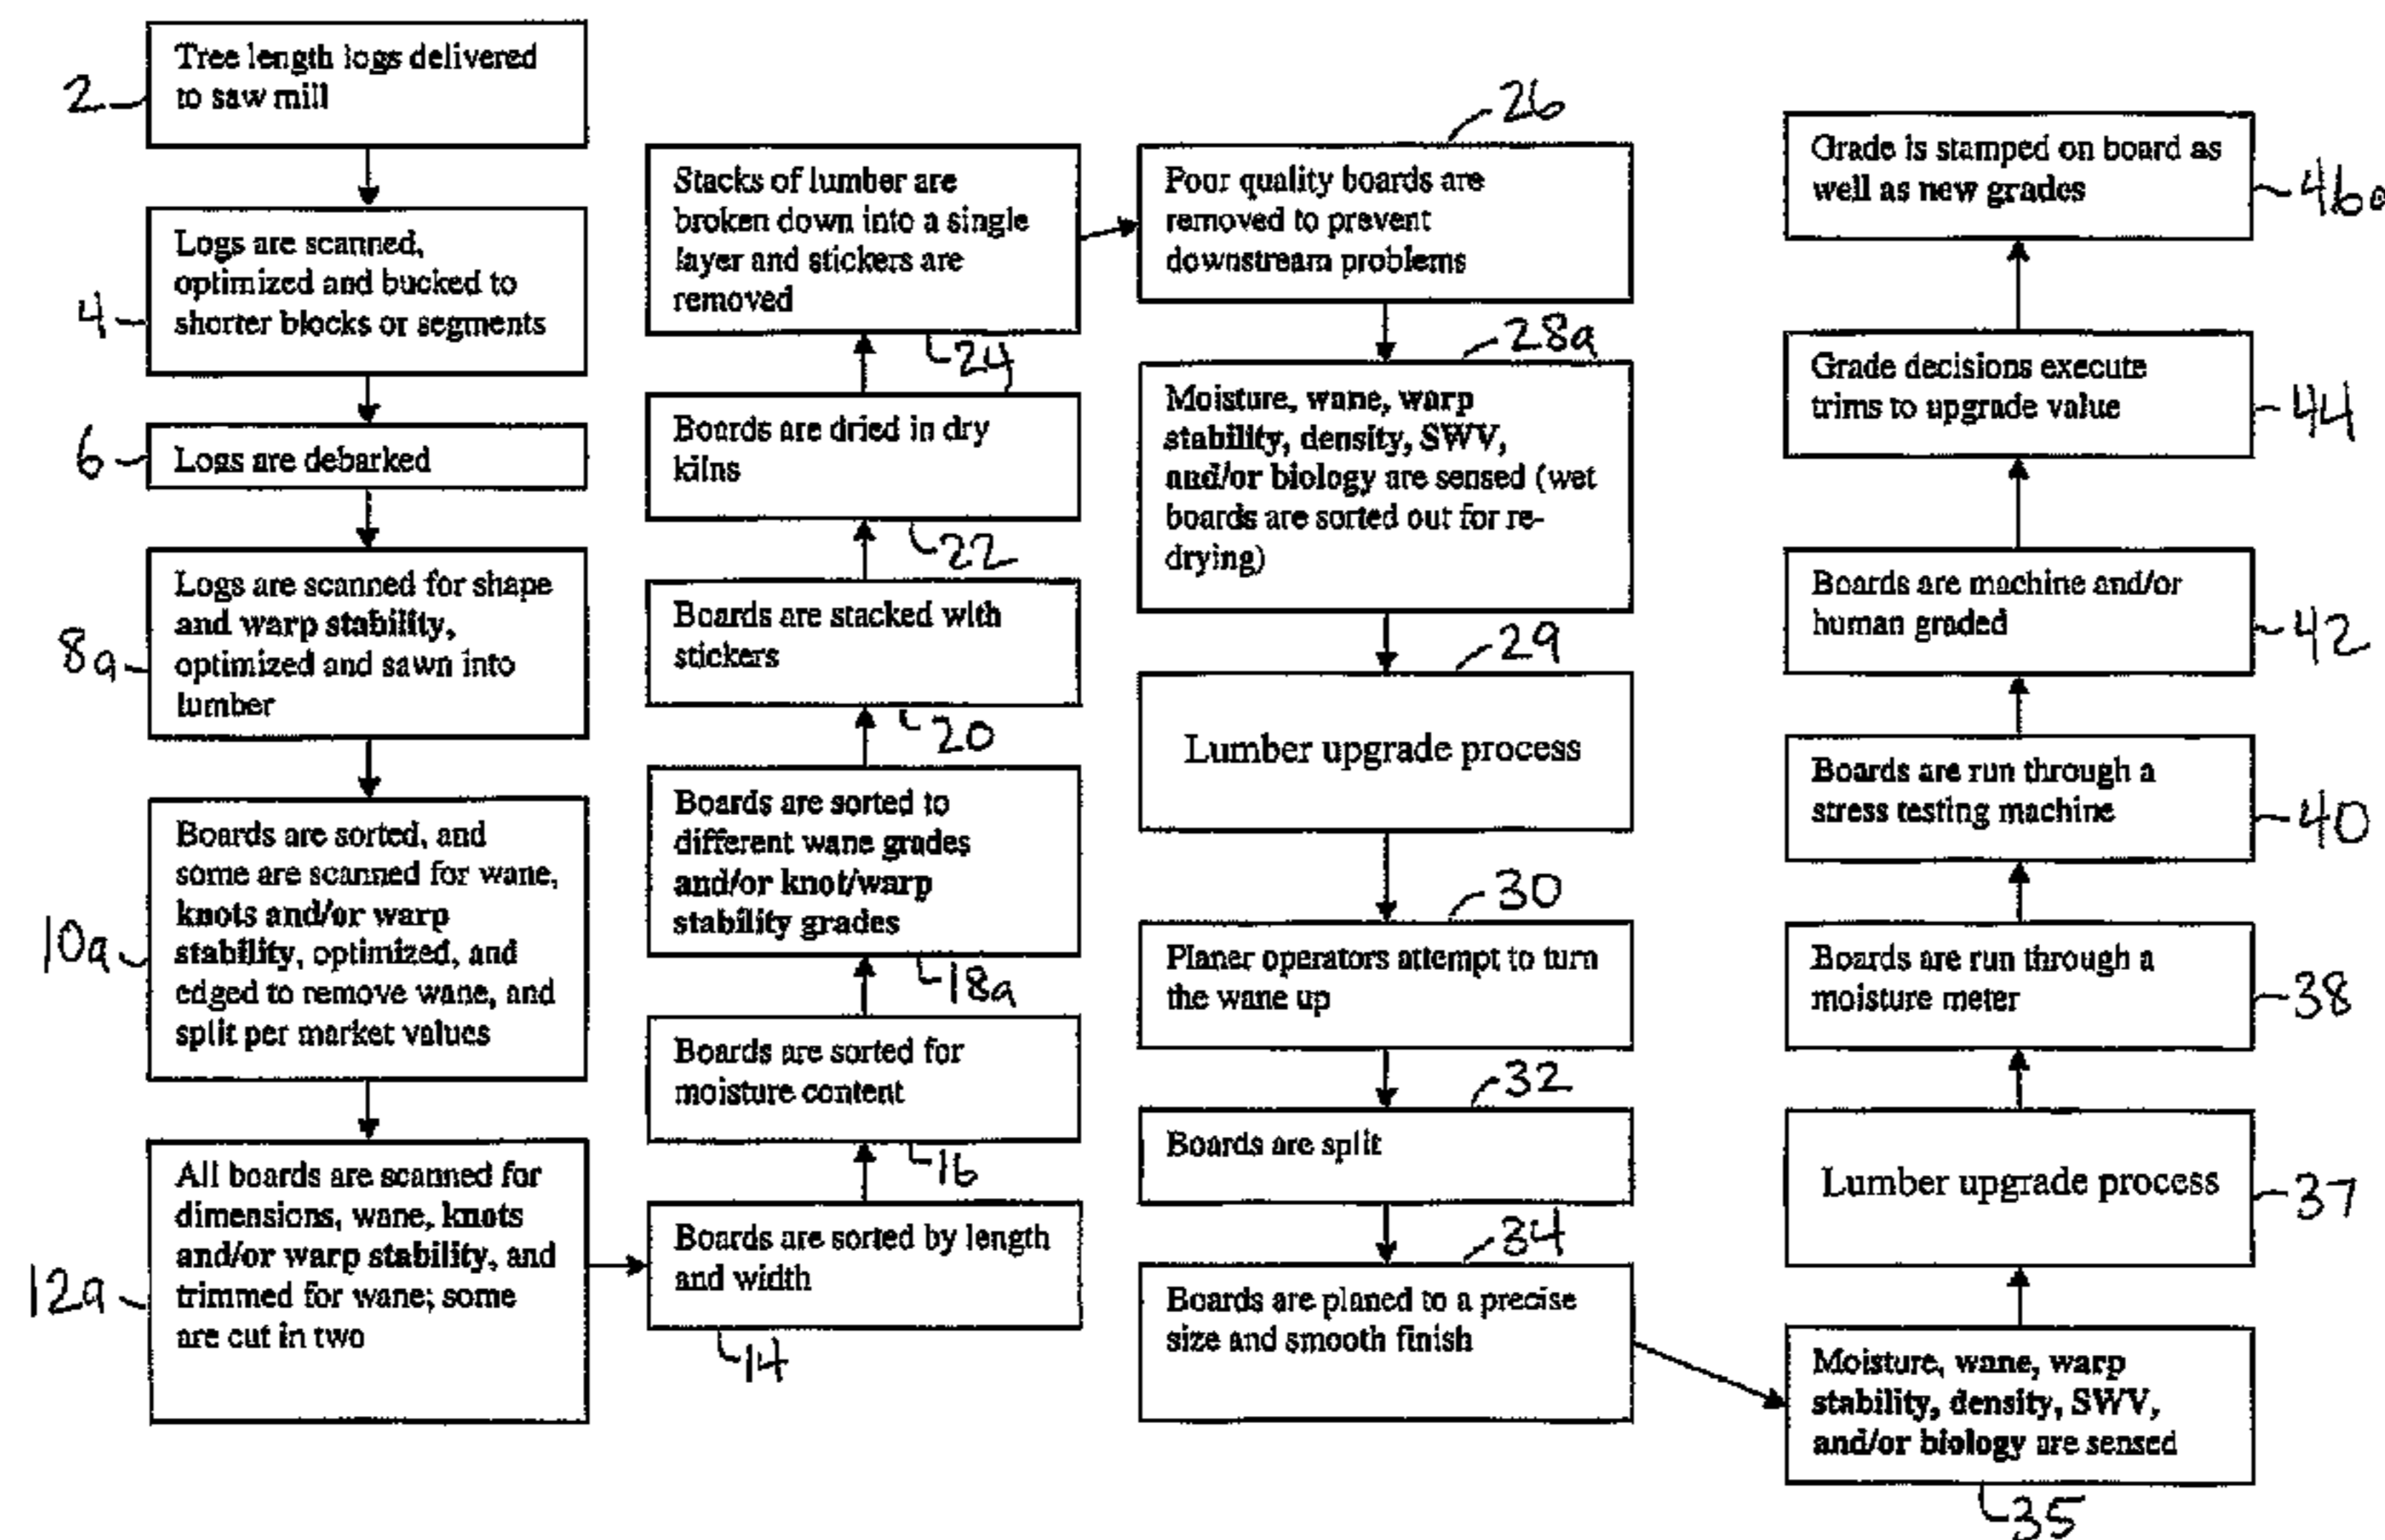 2
Tree length logs delivered
to saw mill
4
Logs are scanned,
optimized and bucked to
shorter blocks or segments
6
Logs are debarked
8a
Logs are scanned for shape
and warp stability,
optimized and sawn into
lumber
10a
Boards are sorted, and
some are scanned for wane,
knots and/or warp
stability, optimized, and
edged to remove wane, and
split per market values
12a
All boards are scanned for
dimensions, wane, knots
and/or warp stability, and
trimmed for wane; some
are cut in two
Boards are sorted by length
and width
14
Boards are sorted for
moisture content
16
Boards are sorted to
different wane grades
and/or knot/warp
stability grades
18a
Boards are stacked with
stickers
20
Boards are dried in dry
kilns
22
Stacks of lumber are
broken down into a single
layer and stickers are
removed
24
26
Poor quality boards are
removed to prevent
downstream problems
28a
Moisture, wane, warp
stability, density, SWV,
and/or biology are sensed (wet
boards are sorted out for re-
drying)
29
Lumber upgrade process
30
Planer operators attempt to turn
the wane up
32
Boards are split
34
Boards are planed to a precise
size and smooth finish
Moisture, wane, warp
stability, density, SWV,
and/or biology are sensed
35
Lumber upgrade process
37
Boards are run through a
moisture meter
38
Boards are run through a
stress testing machine
40
Boards are machine and/or
human graded
42
Grade decisions execute
trims to upgrade value
44
Grade is stamped on board as
well as new grades
46a